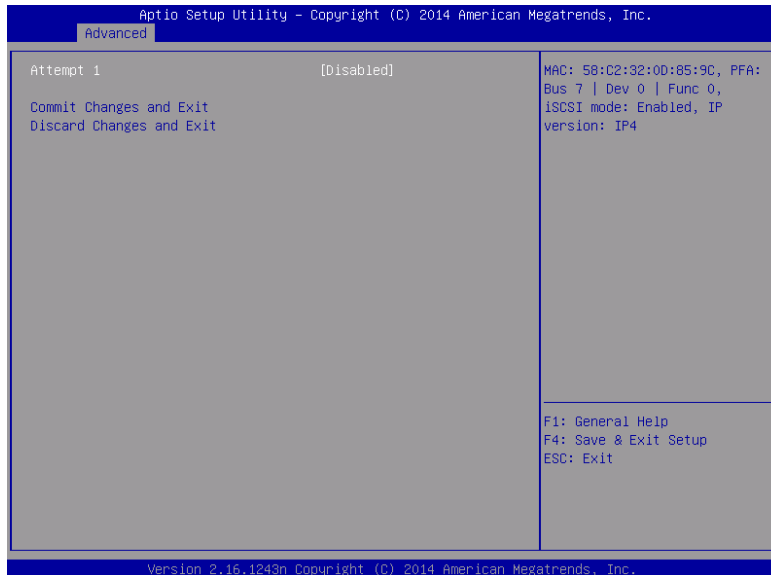 Aptio Setup Utility – Copyright (C) 2014 American Megatrends, Inc.
Advanced
Attempt 1 [Disabled]
Commit Changes and Exit
Discard Changes and Exit
MAC: 58:C2:32:0D:85:9C, PFA:
Bus 7 | Dev 0 | Func 0,
iSCSI mode: Enabled, IP
version: IP4
F1: General Help
F4: Save & Exit Setup
ESC: Exit
Version 2.16.1243n Copyright (C) 2014 American Megatrends, Inc.